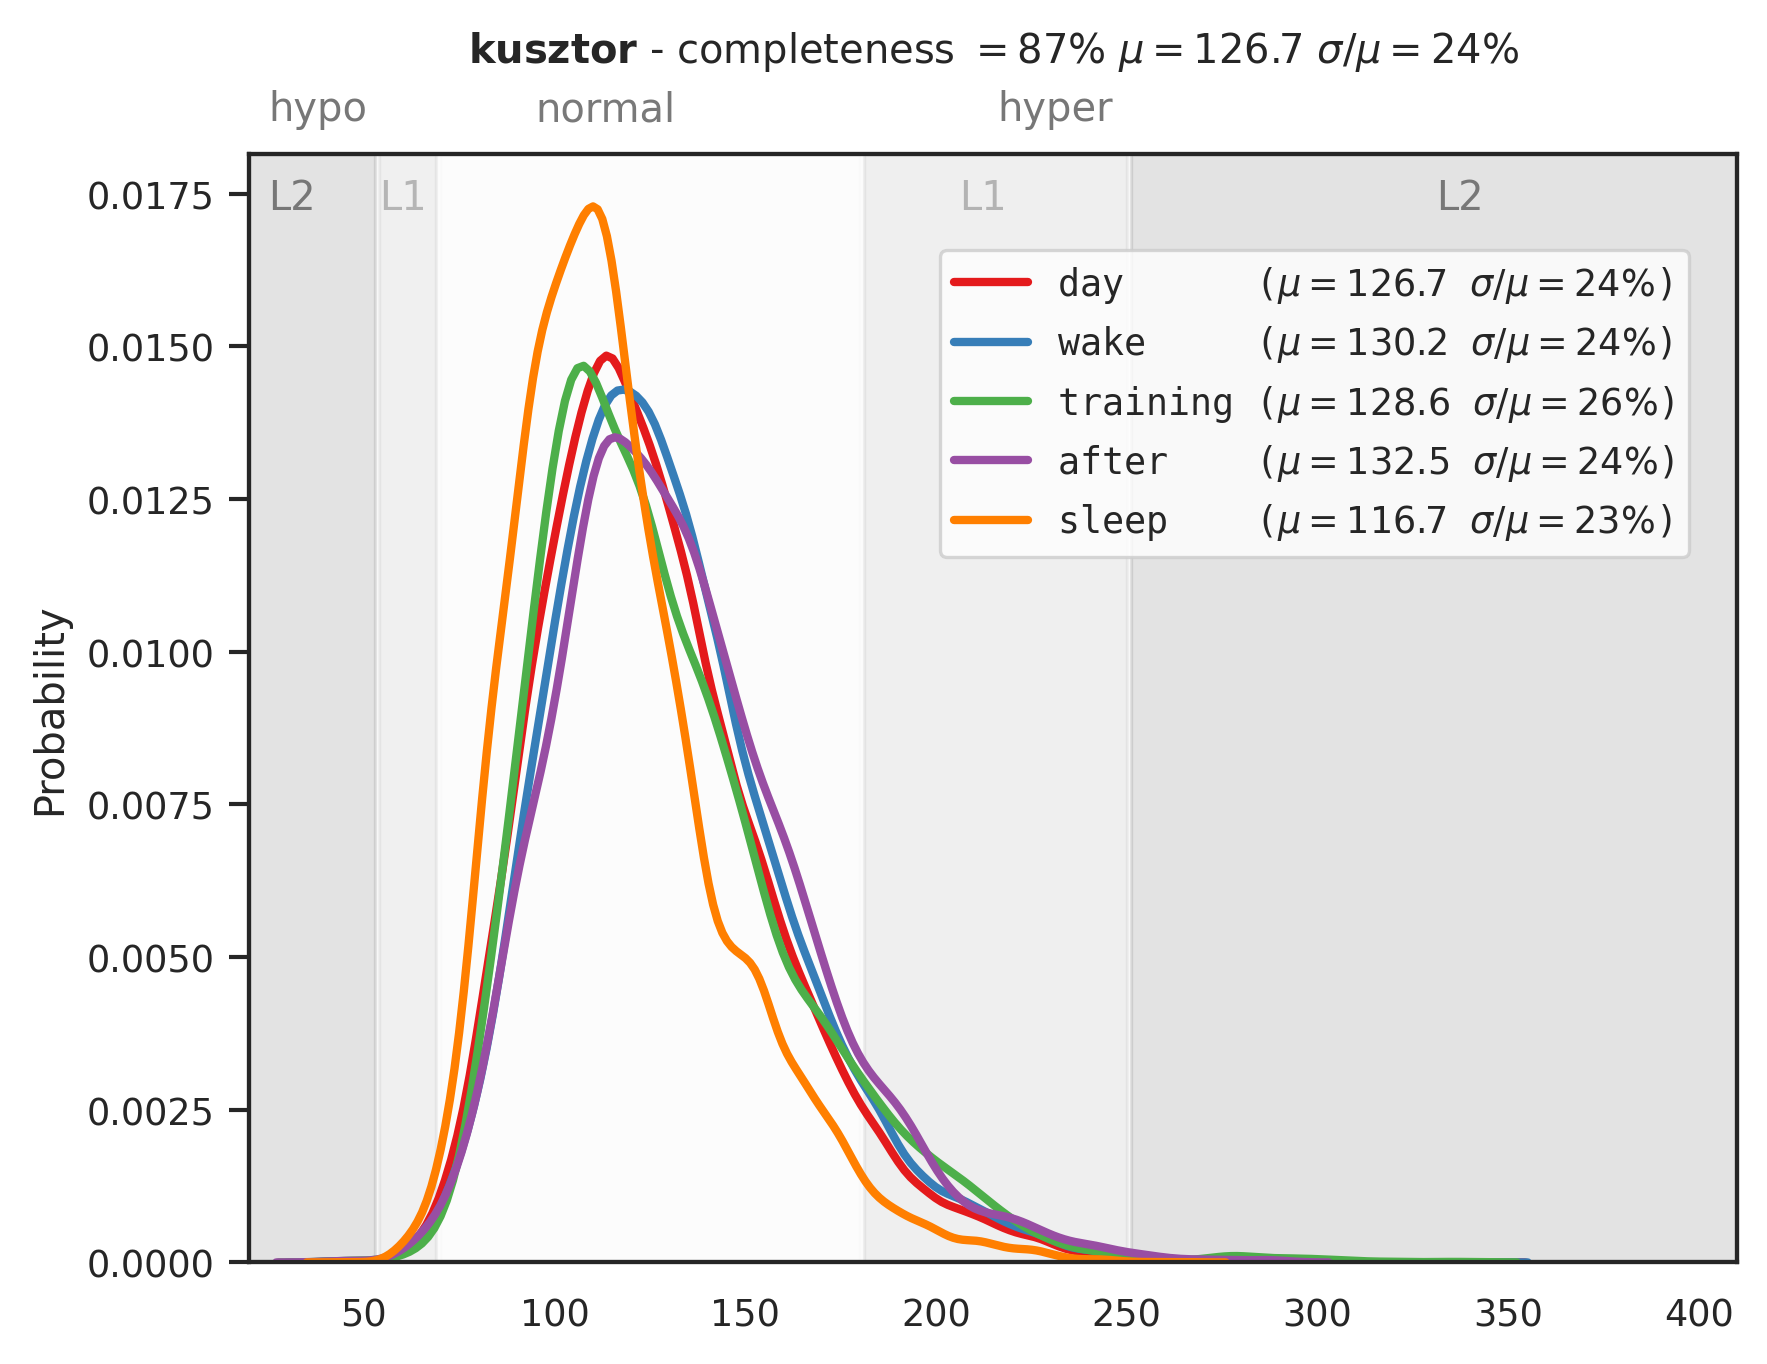 kusztor - completeness = 87% μ = 126.7 σ/μ = 24%
hypo normal hyper
L2 L1 L1 L2
day (μ = 126.7 σ/μ = 24%)
wake (μ = 130.2 σ/μ = 24%)
training (μ = 128.6 σ/μ = 26%)
after (μ = 132.5 σ/μ = 24%)
sleep (μ = 116.7 σ/μ = 23%)
Probability
0.0175
0.0150
0.0125
0.0100
0.0075
0.0050
0.0025
0.0000
50 100 150 200 250 300 350 400